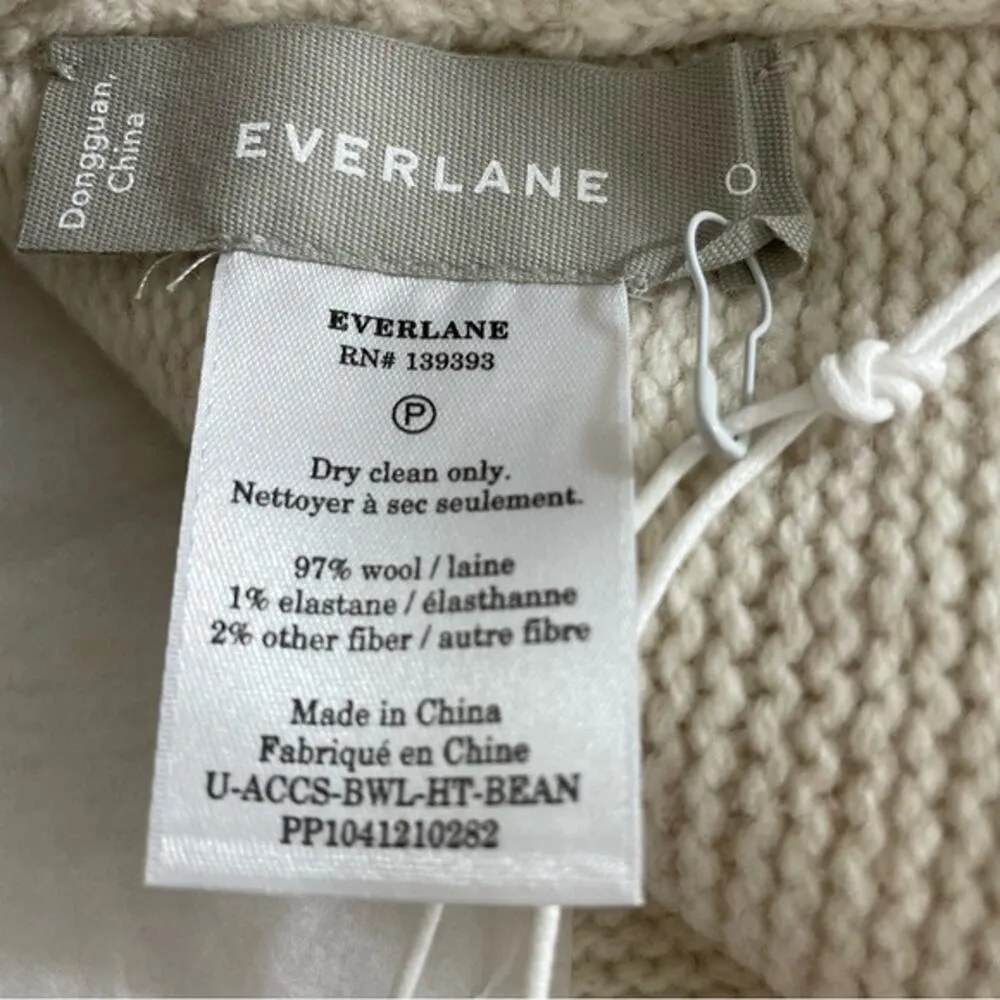 Dongguan,
China
EVERLANE
O
EVERLANE
RN# 139393
P
Dry clean only.
Nettoyer à sec seulement.
97% wool / laine
1% elastane / élasthanne
2% other fiber / autre fibre
Made in China
Fabriqué en Chine
U-ACCS-BWL-HT-BEAN
PP1041210282